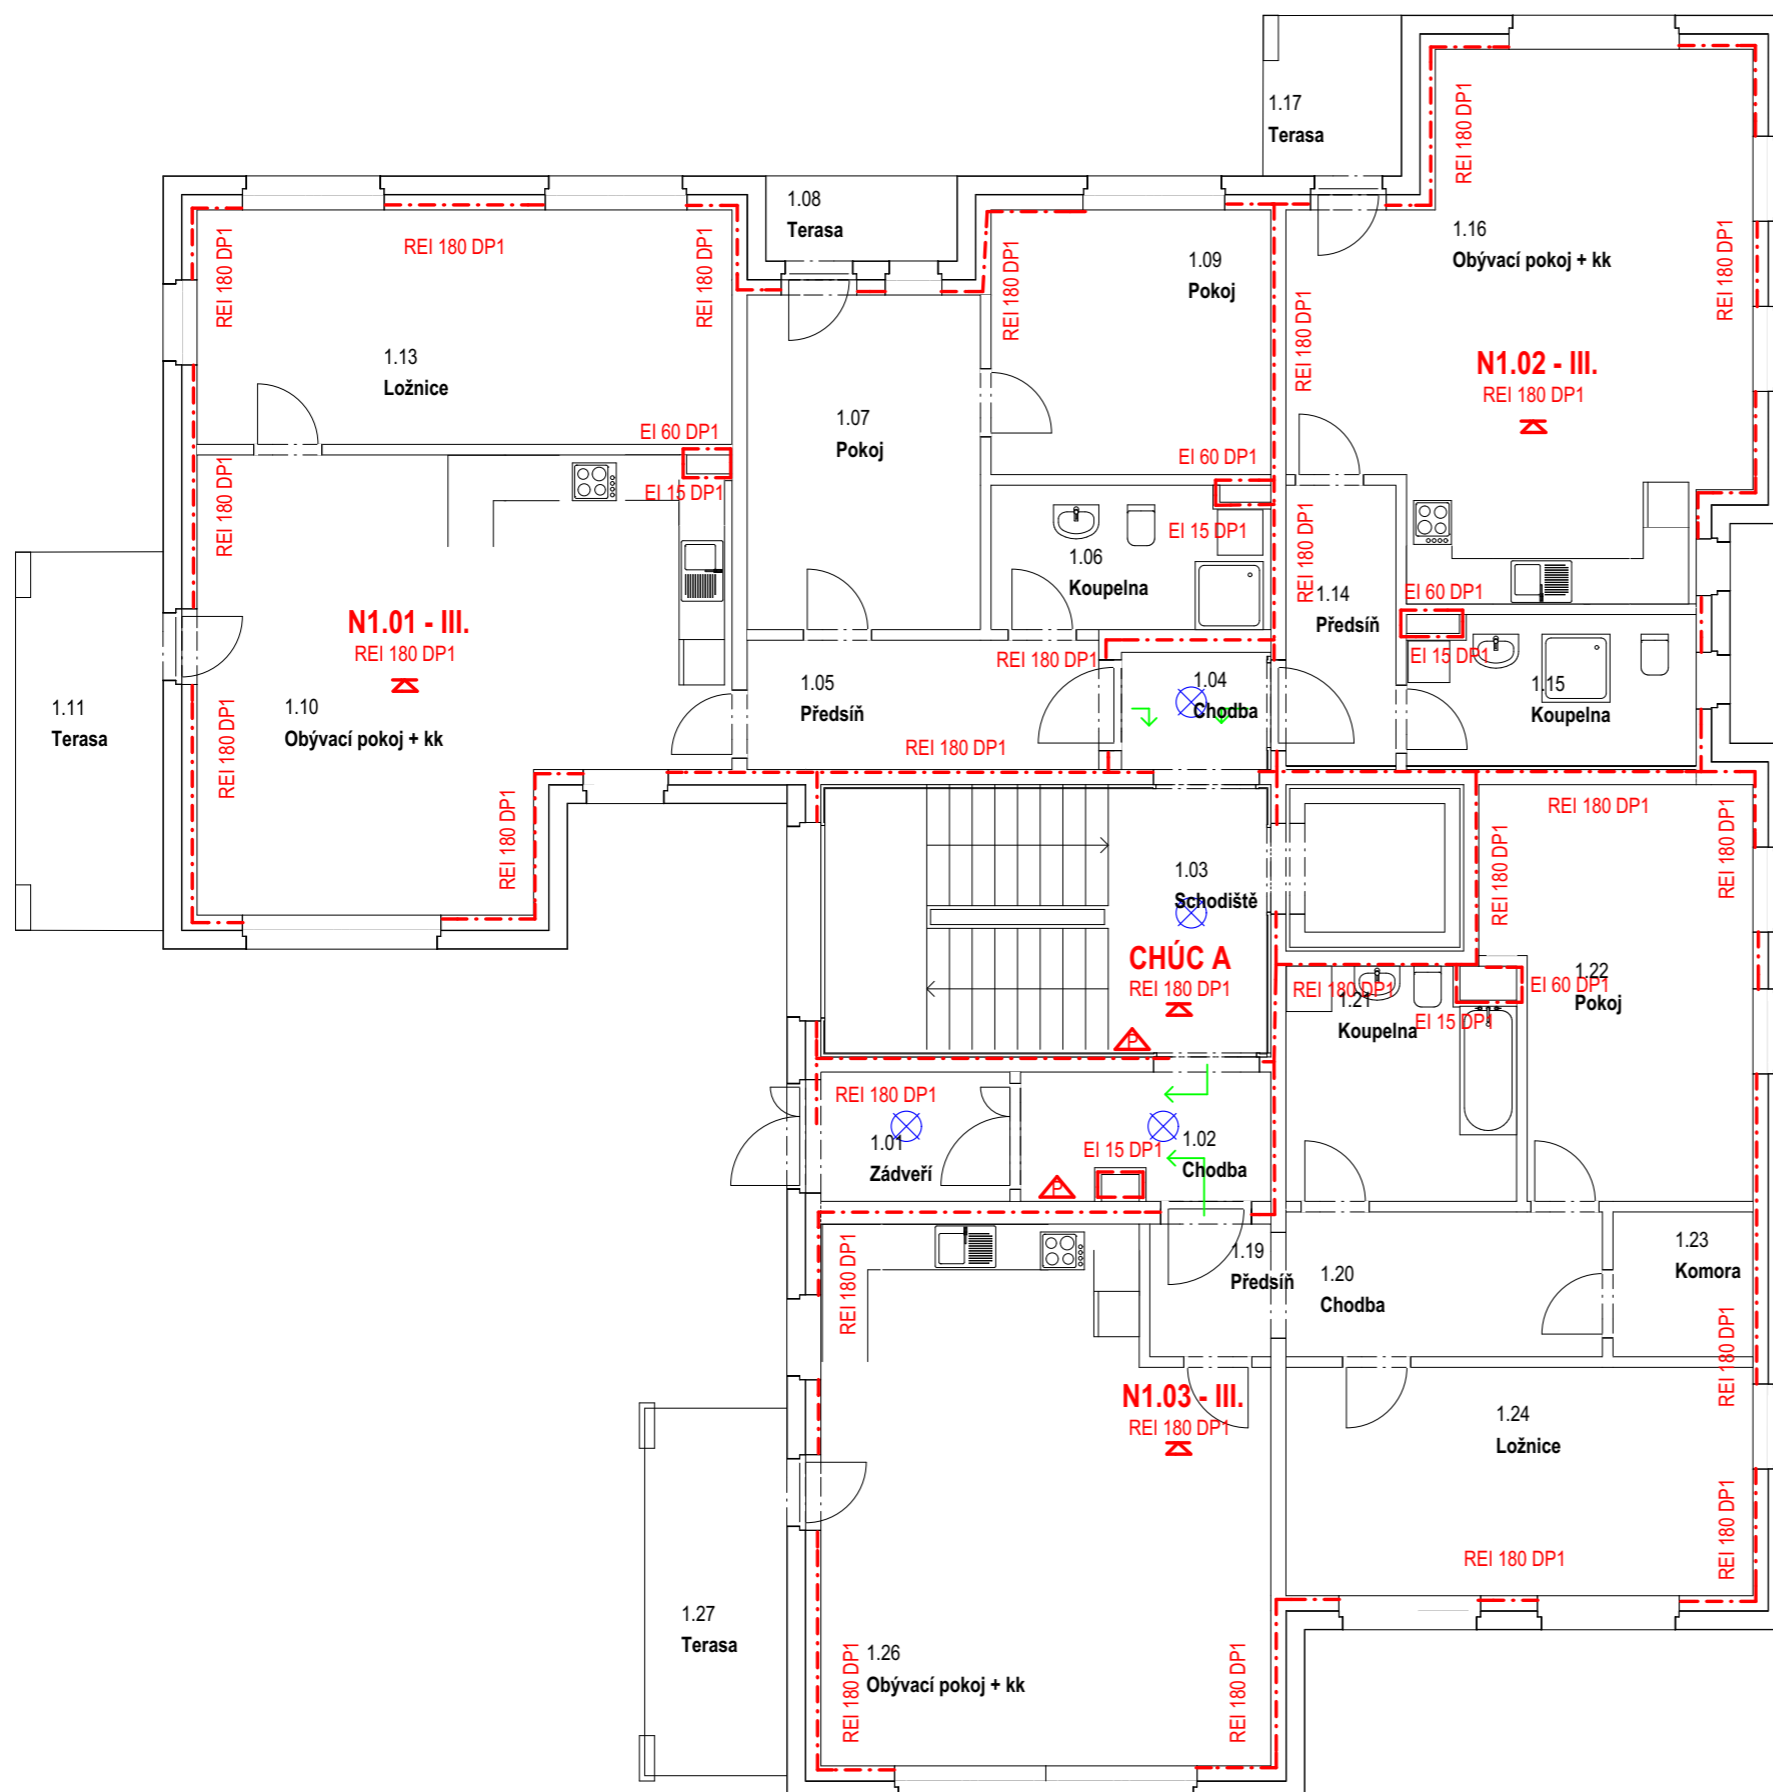 1.17
Terasa
REI 180 DP1
1.08
Terasa
1.16
Obývací pokoj + kk
REI 180 DP1
REI 180 DP1
REI 180 DP1
REI 180 DP1
REI 180 DP1
1.09
Pokoj
REI 180 DP1
REI 180 DP1
1.13
Ložnice
N1.02 - III.
REI 180 DP1
1.07
Pokoj
EI 60 DP1
EI 15 DP1
EI 60 DP1
EI 15 DP1
REI 180 DP1
REI 180 DP1
1.06
Koupelna
1.14
Předsíň
EI 60 DP1
EI 15 DP1
N1.01 - III.
REI 180 DP1
REI 180 DP1
1.11
Terasa
1.10
Obývací pokoj + kk
1.05
Předsíň
1.04
Chodba
1.15
Koupelna
REI 180 DP1
REI 180 DP1
REI 180 DP1
REI 180 DP1
REI 180 DP1
REI 180 DP1
1.03
Schodiště
CHÚC A
REI 180 DP1
P
REI 180 DP1
1.21
Koupelna
EI 15 DP1
EI 60 DP1
1.22
Pokoj
REI 180 DP1
1.01
Zádveří
EI 15 DP1
P
1.02
Chodba
REI 180 DP1
1.19
Předsíň
1.20
Chodba
1.23
Komora
REI 180 DP1
N1.03 - III.
REI 180 DP1
1.24
Ložnice
REI 180 DP1
REI 180 DP1
1.27
Terasa
1.26
Obývací pokoj + kk
REI 180 DP1
REI 180 DP1